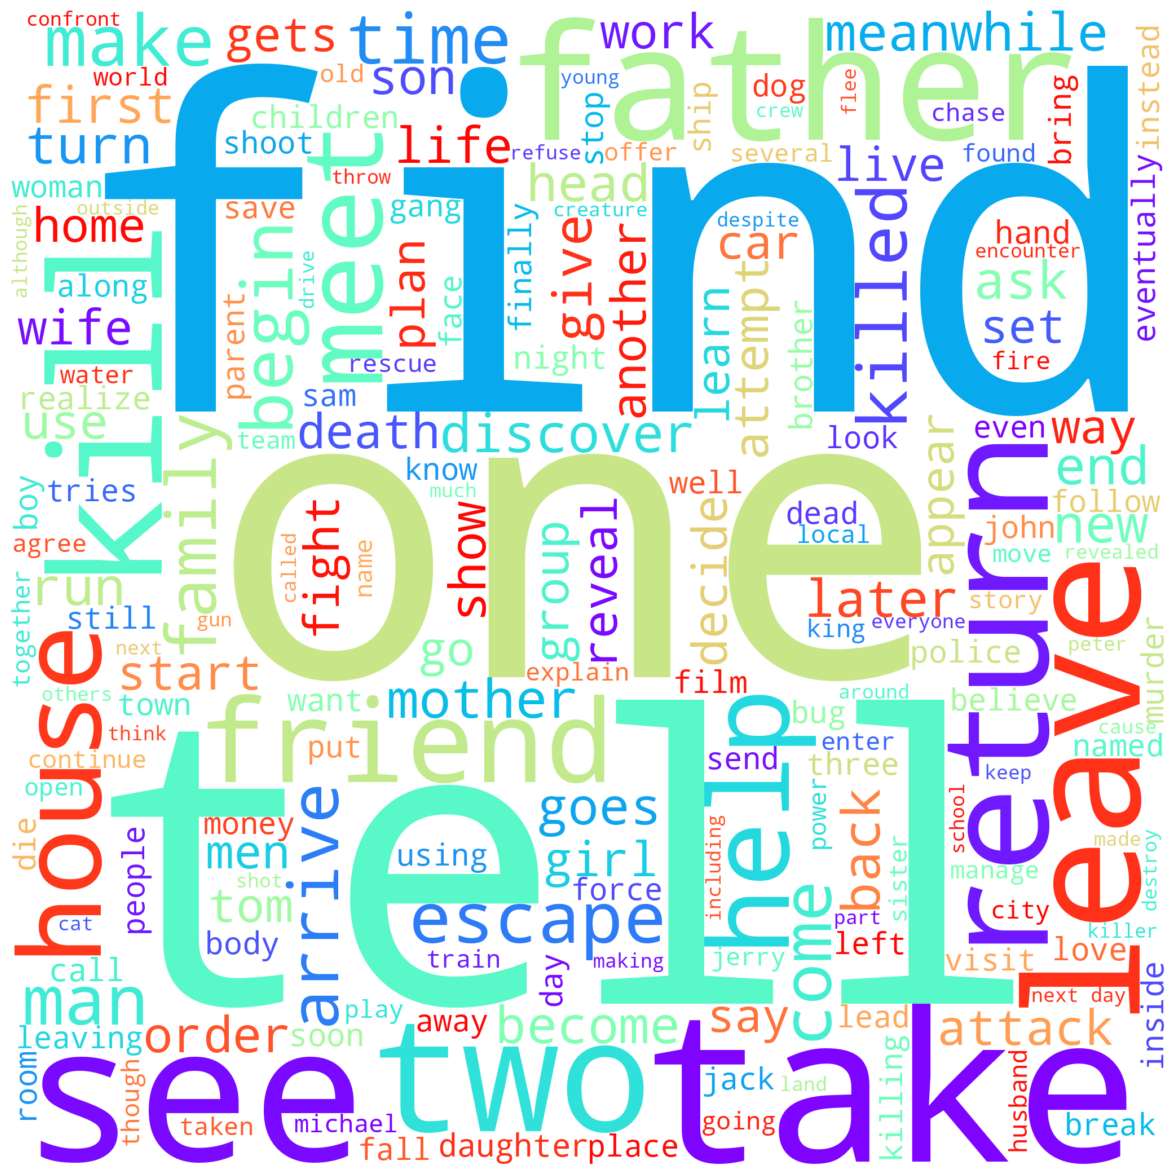 confront
make
gets
time
work
meanwhile
father
find
world
old
son
young
dog
crew
flee
chase
bring
instead
first
children
turn
shoot
meet
life
refuse
stop
offer
ship
several
live
found
woman
outside
throw
gang
head
creature
despite
killed
although
home
save
begin
drive
plan
face
finally
give
another
learn
car
attempt
hand
encounter
ask
eventually
along
kill
wife
parent
rescue
night
brother
set
fire
water
realize
sam
use
team
death
discover
look
even
way
return
family
one
know
much
well
appear
end
tries
boy
agree
fight
show
group
reveal
decide
dead
local
john
follow
new
move
revealed
called
name
run
together
still
gun
later
king
everyone
story
leave
next
house
start
go
explain
police
peter
murder
others
town
want
mother
film
around
believe
cause
think
friend
help
bug
enter
named
continue
put
send
three
keep
open
tell
die
money
arrive
goes
come
power
back
school
made
destroy
people
men
using
girl
including
sister
manage
shot
tom
force
escape
part
city
killer
cat
body
train
day
making
jerry
left
visit
love
call
man
next day
inside
leaving
order
soon
play
away
become
say
lead
attack
room
though
see
two
take
jack
land
killing
husband
taken
michael
going
break
fall
daughter
place